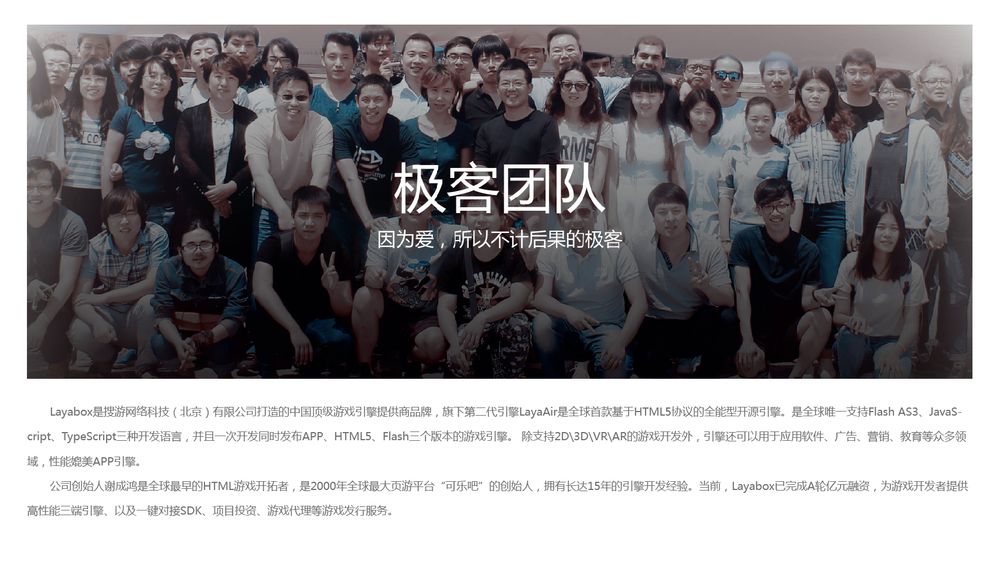 C.C
ARME
极客团队
因为爱，所以不计后果的极客
Layabox是搜游网络科技（北京）有限公司打造的中国顶级游戏引擎提供商品牌，旗下第二代引擎LayaAir是全球首款基于HTML5协议的全能型开源引擎。是全球唯一支持Flash AS3、JavaS-
cript、TypeScript三种开发语言，并且一次开发同时发布APP、HTML5、Flash三个版本的游戏引擎。 除支持2D\3D\VR\AR的游戏开发外，引擎还可以用于应用软件、广告、营销、教育等众多领
域，性能媲美APP引擎。
公司创始人谢成鸿是全球最早的HTML游戏开拓者，是2000年全球最大页游平台“可乐吧”的创始人，拥有长达15年的引擎开发经验。当前，Layabox已完成A轮亿元融资，为游戏开发者提供
高性能三端引擎、以及一键对接SDK、项目投资、游戏代理等游戏发行服务。